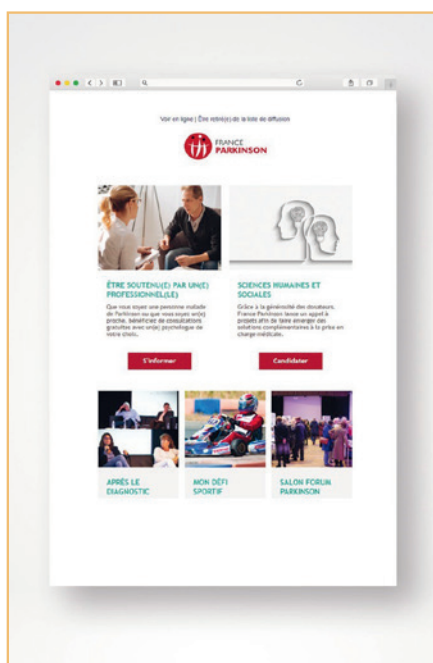 Voir en ligne | Être retiré(e) de la liste de diffusion
FRANCE
PARKINSON
ÊTRE SOUTENU(E) PAR UN(E)
PROFESSIONNEL(LE)
Que vous soyez une personne malade
de Parkinson ou que vous soyez un(e)
proche, bénéficiez de consultations
gratuites avec un(e) psychologue de
votre choix.
S'informer
SCIENCES HUMAINES ET
SOCIALES
Grâce à la générosité des donateurs,
France Parkinson lance un appel à
projets afin de faire émerger des
solutions complémentaires à la prise en
charge médicale.
Candidater
APRÈS LE
DIAGNOSTIC
MON DÉFI
SPORTIF
SALON FORUM
PARKINSON